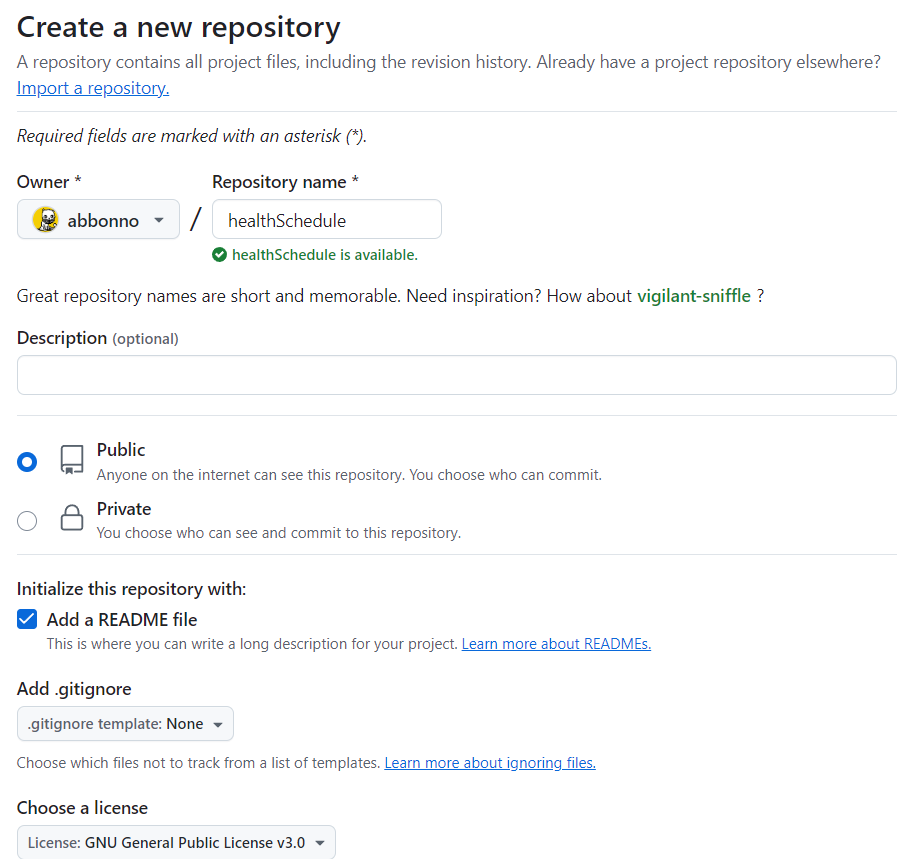 Create a new repository
A repository contains all project files, including the revision history. Already have a project repository elsewhere?
Import a repository.
Required fields are marked with an asterisk (*).
Owner *
Repository name *
abbonno
/
healthSchedule
healthSchedule is available.
Great repository names are short and memorable. Need inspiration? How about vigilant-sniffle ?
Description (optional)
Public
Anyone on the internet can see this repository. You choose who can commit.
Private
You choose who can see and commit to this repository.
Initialize this repository with:
Add a README file
This is where you can write a long description for your project. Learn more about READMEs.
Add .gitignore
.gitignore template: None
Choose which files not to track from a list of templates. Learn more about ignoring files.
Choose a license
License: GNU General Public License v3.0